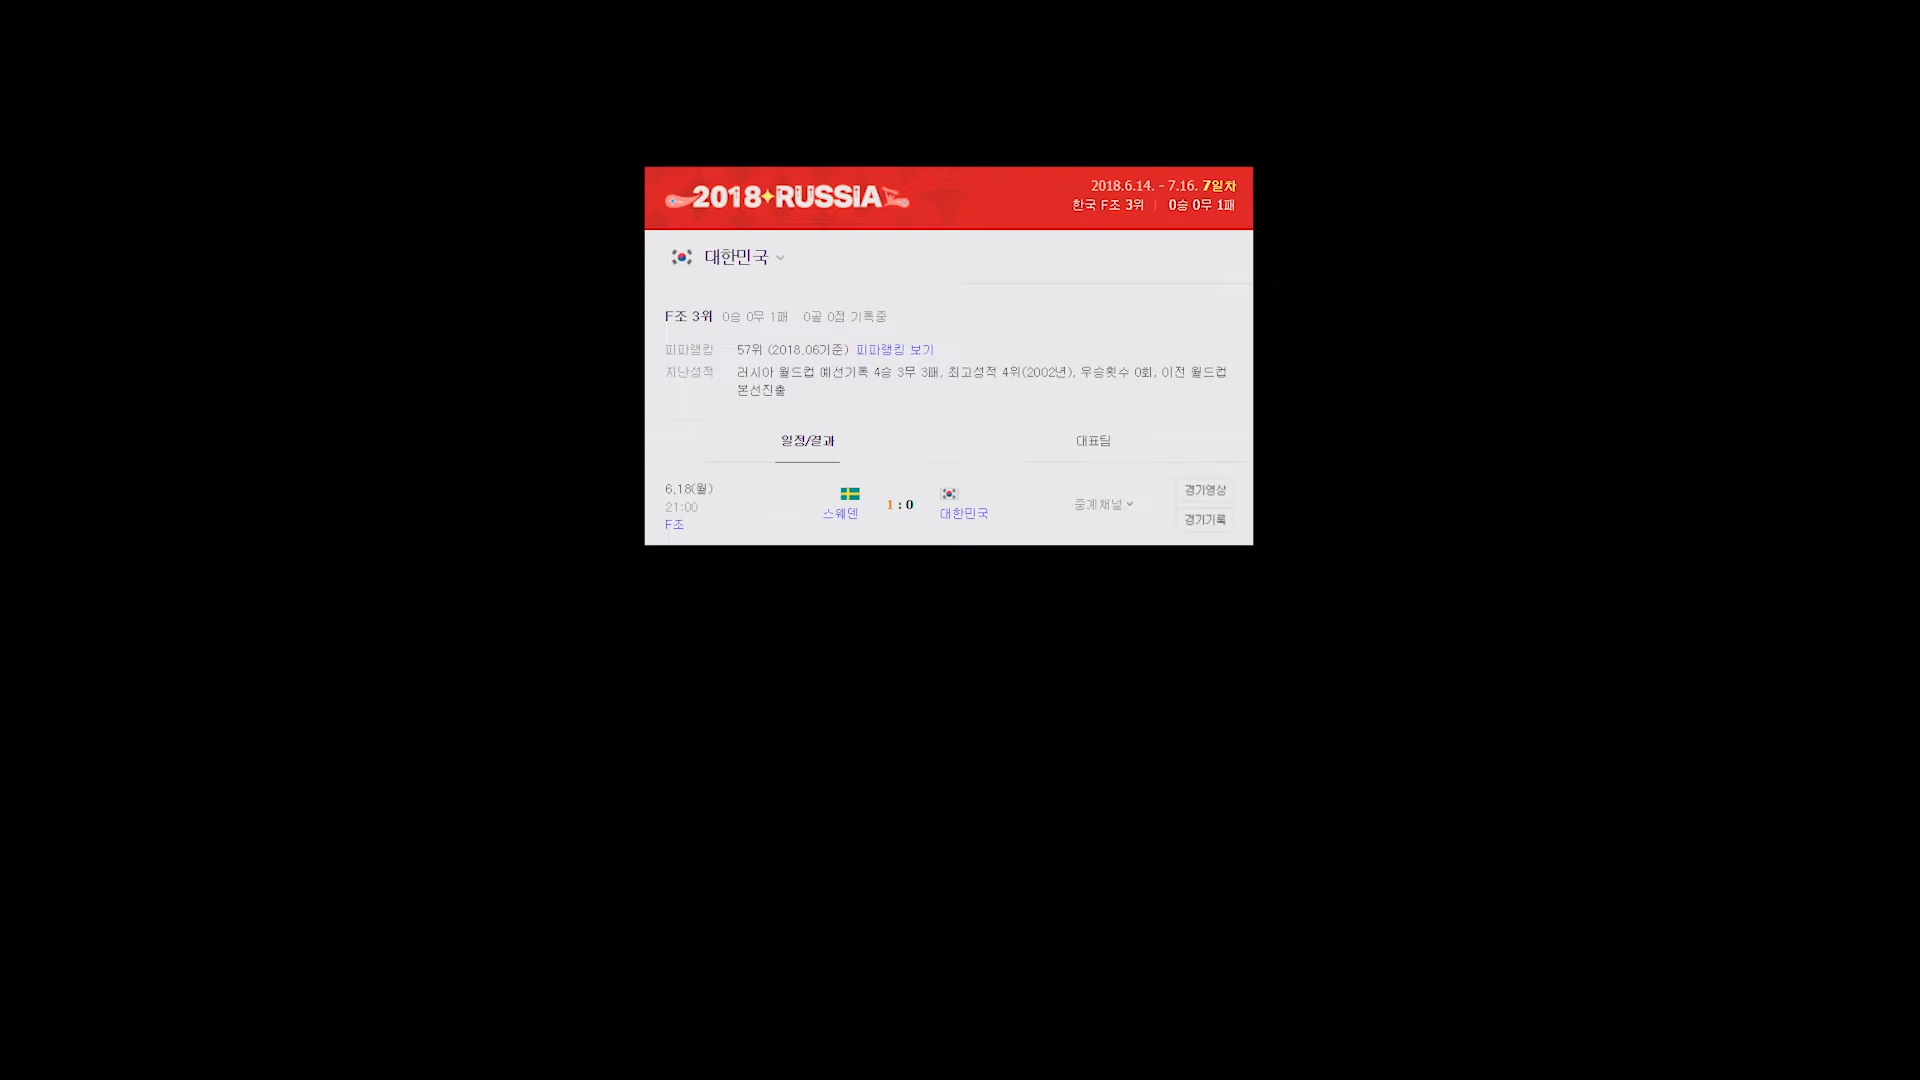 2018 RUSSIA
2018.6.14. - 7.16. 7일차
한국 F조 3위 | 0승 0무 1패
대한민국
F조 3위 0승 0무 1패 0골 0점 기록중
피파랭킹 57위 (2018.06기준) 피파랭킹 보기
지난성적 러시아 월드컵 예선기록 4승 3무 3패, 최고성적 4위(2002년), 우승횟수 0회, 이전 월드컵
본선진출
일정/결과 대표팀
6.18(월)
21:00
F조
스웨덴 1 : 0 대한민국
중계채널
경기영상
경기기록